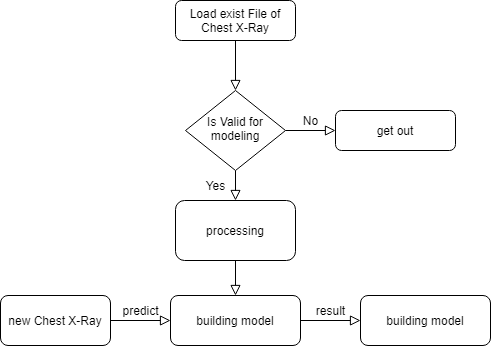 Load exist File of
Chest X-Ray
Is Valid for
modeling
No
get out
Yes
processing
new Chest X-Ray
predict
building model
result
building model